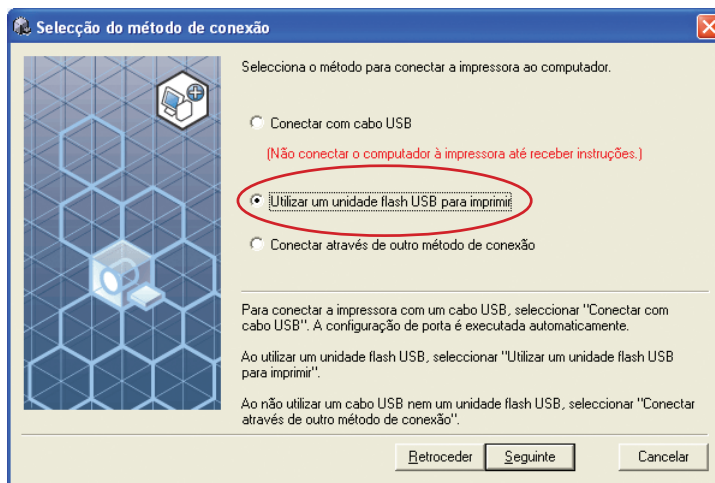 Selecção do método de conexão
Selecciona o método para conectar a impressora ao computador.
Conectar com cabo USB
(Não conectar o computador à impressora até receber instruções.)
Utilizar um unidade flash USB para imprimir
Conectar através de outro método de conexão
Para conectar a impressora com um cabo USB, seleccionar "Conectar com
cabo USB". A configuração de porta é executada automaticamente.
Ao utilizar um unidade flash USB, seleccionar "Utilizar um unidade flash USB
para imprimir".
Ao não utilizar um cabo USB nem um unidade flash USB, seleccionar "Conectar
através de outro método de conexão".
Retroceder
Seguinte
Cancelar